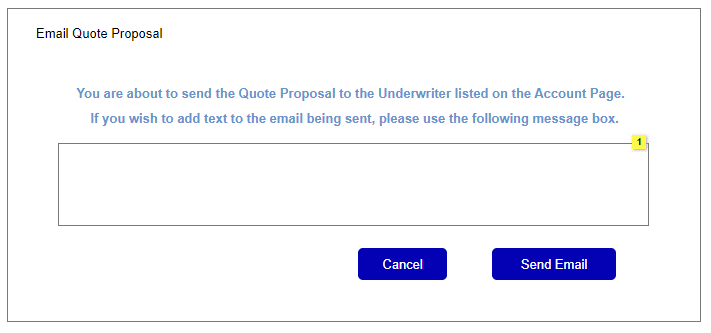 Email Quote Proposal
You are about to send the Quote Proposal to the Underwriter listed on the Account Page.
If you wish to add text to the email being sent, please use the following message box.
1
Cancel
Send Email